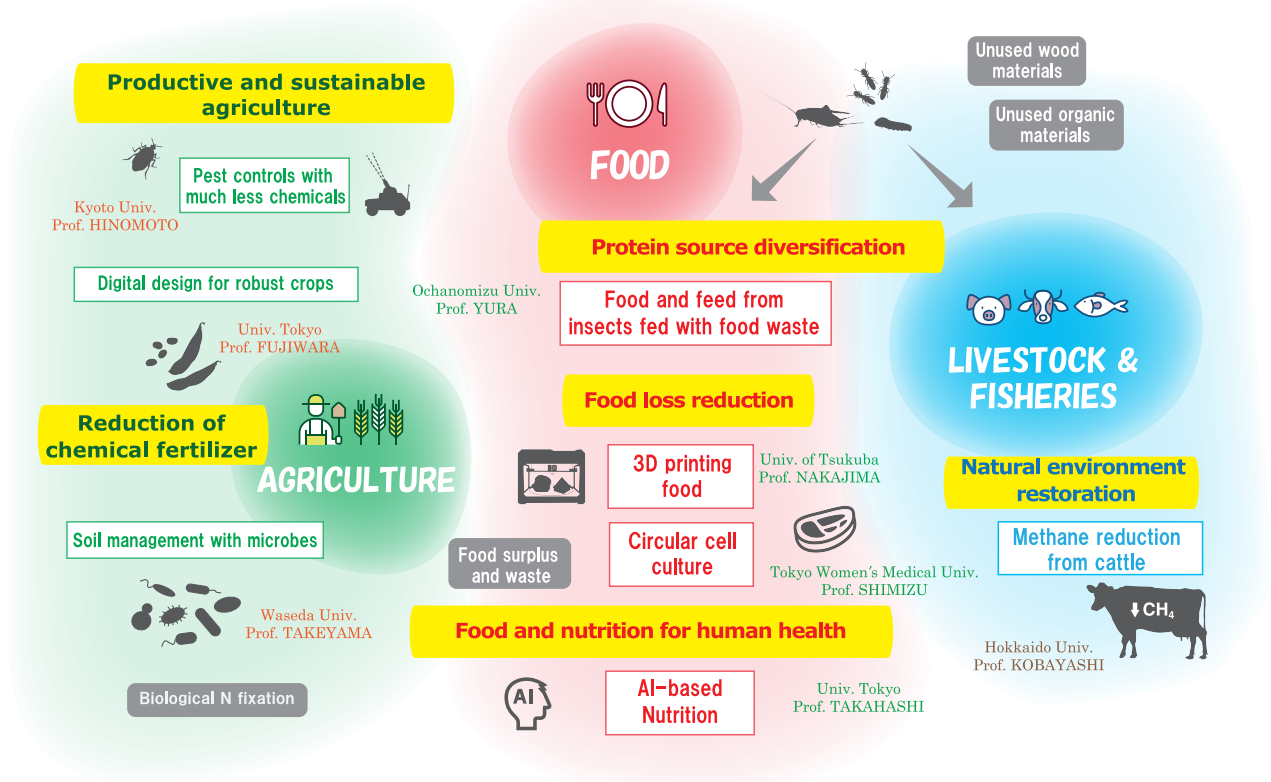 Productive and sustainable
agriculture
Pest controls with
much less chemicals
Kyoto Univ.
Prof. HINOMOTO
Digital design for robust crops
Univ. Tokyo
Prof. FUJIWARA
Reduction of
chemical fertilizer
AGRICULTURE
Soil management with microbes
Waseda Univ.
Prof. TAKEYAMA
Biological N fixation
FOOD
Protein source diversification
Ochanomizu Univ.
Prof. YURA
Food and feed from
insects fed with food waste
Food loss reduction
3D printing
food
Univ. of Tsukuba
Prof. NAKAJIMA
Food surplus
and waste
Circular cell
culture
Tokyo Women's Medical Univ.
Prof. SHIMIZU
Food and nutrition for human health
AI
AI-based
Nutrition
Univ. Tokyo
Prof. TAKAHASHI
Unused wood
materials
Unused organic
materials
LIVESTOCK &
FISHERIES
Natural environment
restoration
Methane reduction
from cattle
↓CH₄
Hokkaido Univ.
Prof. KOBAYASHI